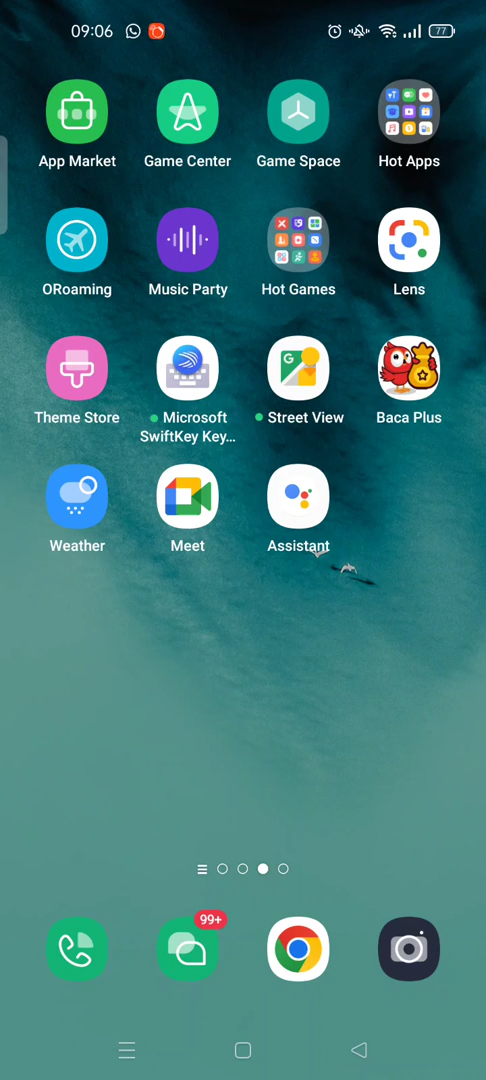 09:06
77
App Market
Game Center
Game Space
Hot Apps
ORoaming
Music Party
Hot Games
Lens
Theme Store
Microsoft
SwiftKey Key...
Street View
Baca Plus
Weather
Meet
Assistant
99+